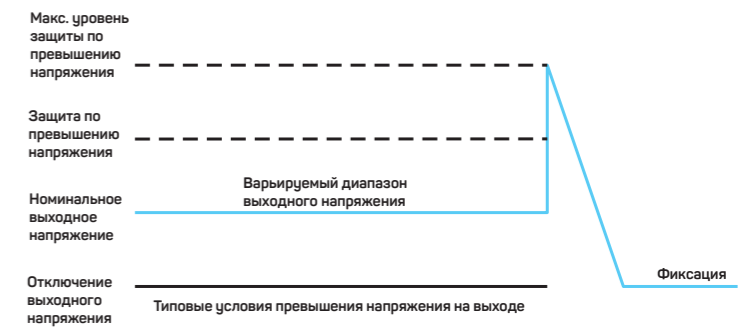 Макс. уровень
защиты по
превышению
напряжения
Защита по
превышению
напряжения
Варьируемый диапазон
выходного напряжения
Номинальное
выходное
напряжение
Фиксация
Отключение
выходного
напряжения
Типовые условия превышения напряжения на выходе